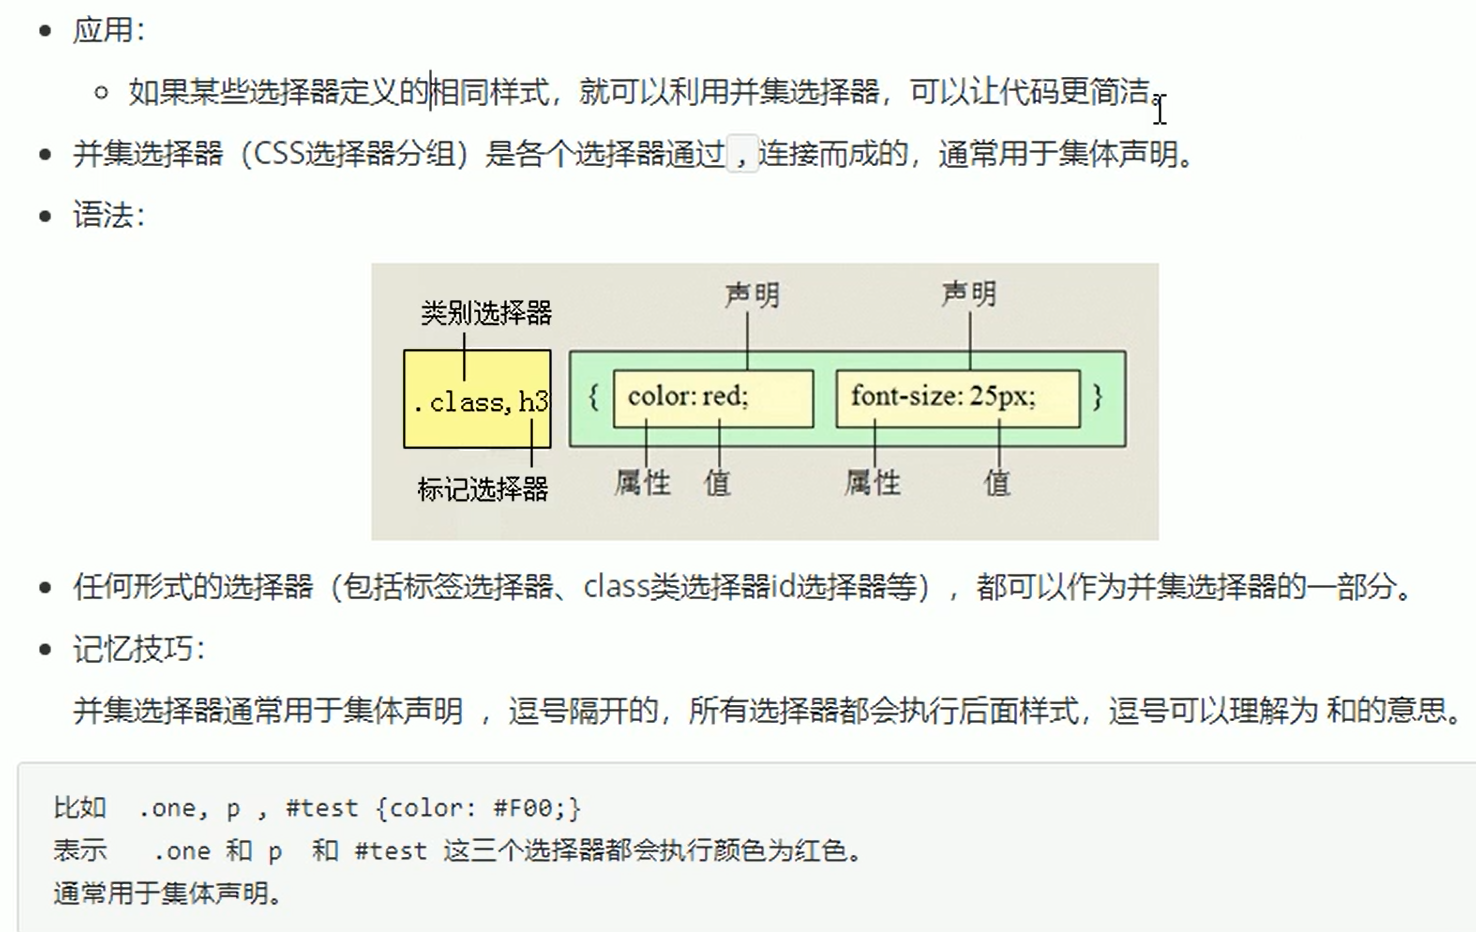 应用：
如果某些选择器定义的相同样式，就可以利用并集选择器，可以让代码更简洁。
并集选择器（CSS选择器分组）是各个选择器通过,连接而成的，通常用于集体声明。
语法：
声明 声明
类别选择器
.class,h3 { color: red; font-size: 25px; }
标记选择器 属性 值 属性 值
任何形式的选择器（包括标签选择器、class类选择器id选择器等），都可以作为并集选择器的一部分。
记忆技巧：
并集选择器通常用于集体声明 ，逗号隔开的，所有选择器都会执行后面样式，逗号可以理解为 和的意思。
比如  .one, p , #test {color: #F00;}
表示   .one 和 p  和 #test 这三个选择器都会执行颜色为红色。
通常用于集体声明。